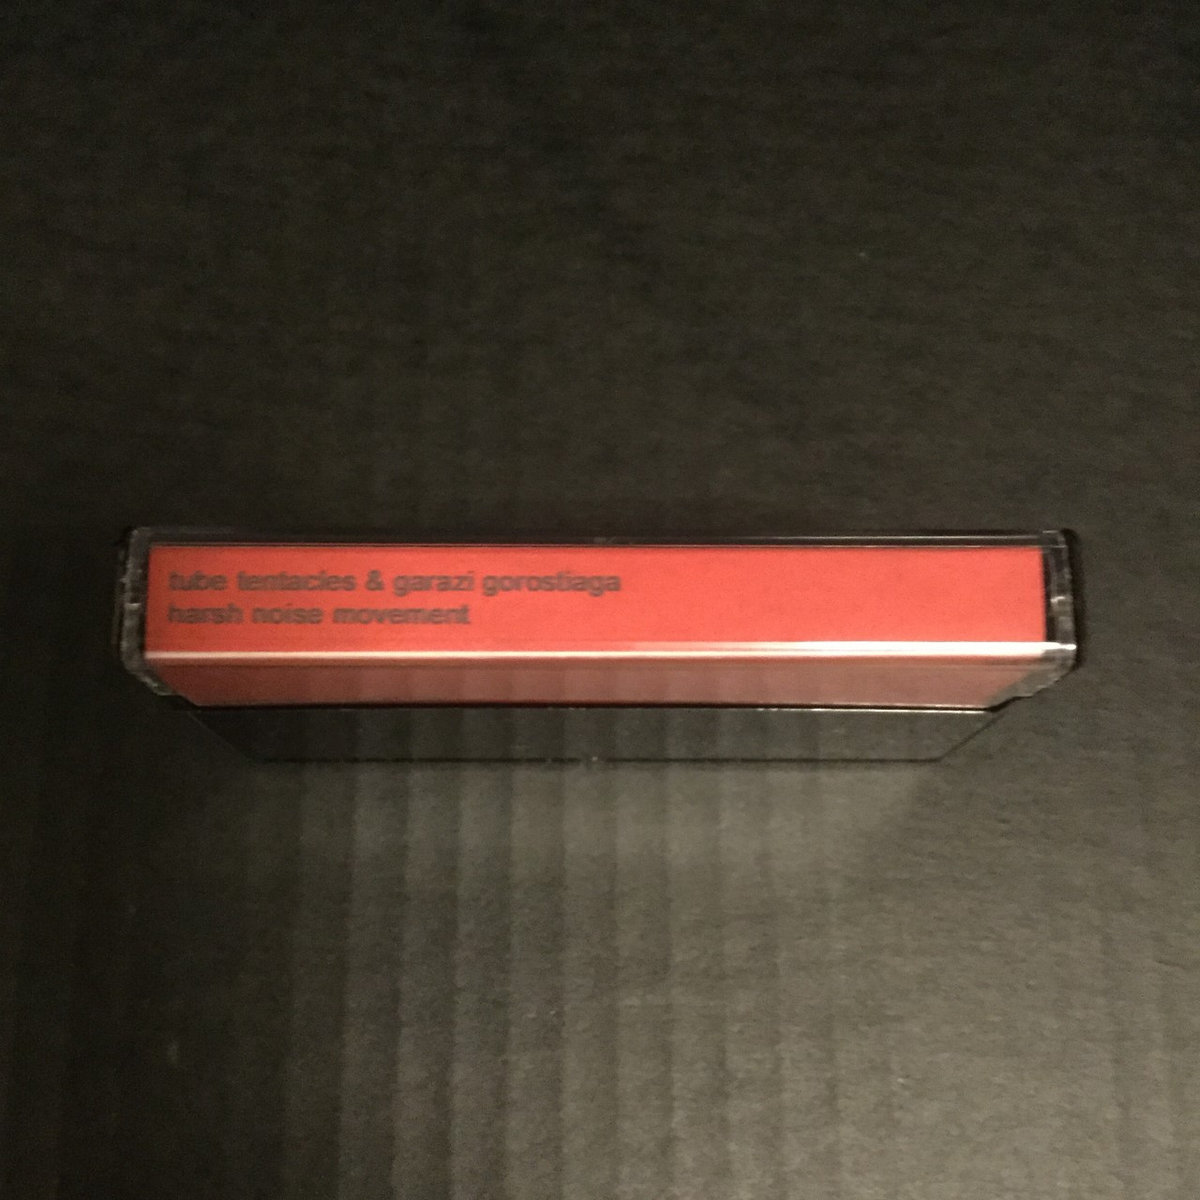 tube tentacles & garazi gorostiaga
harsh noise movement